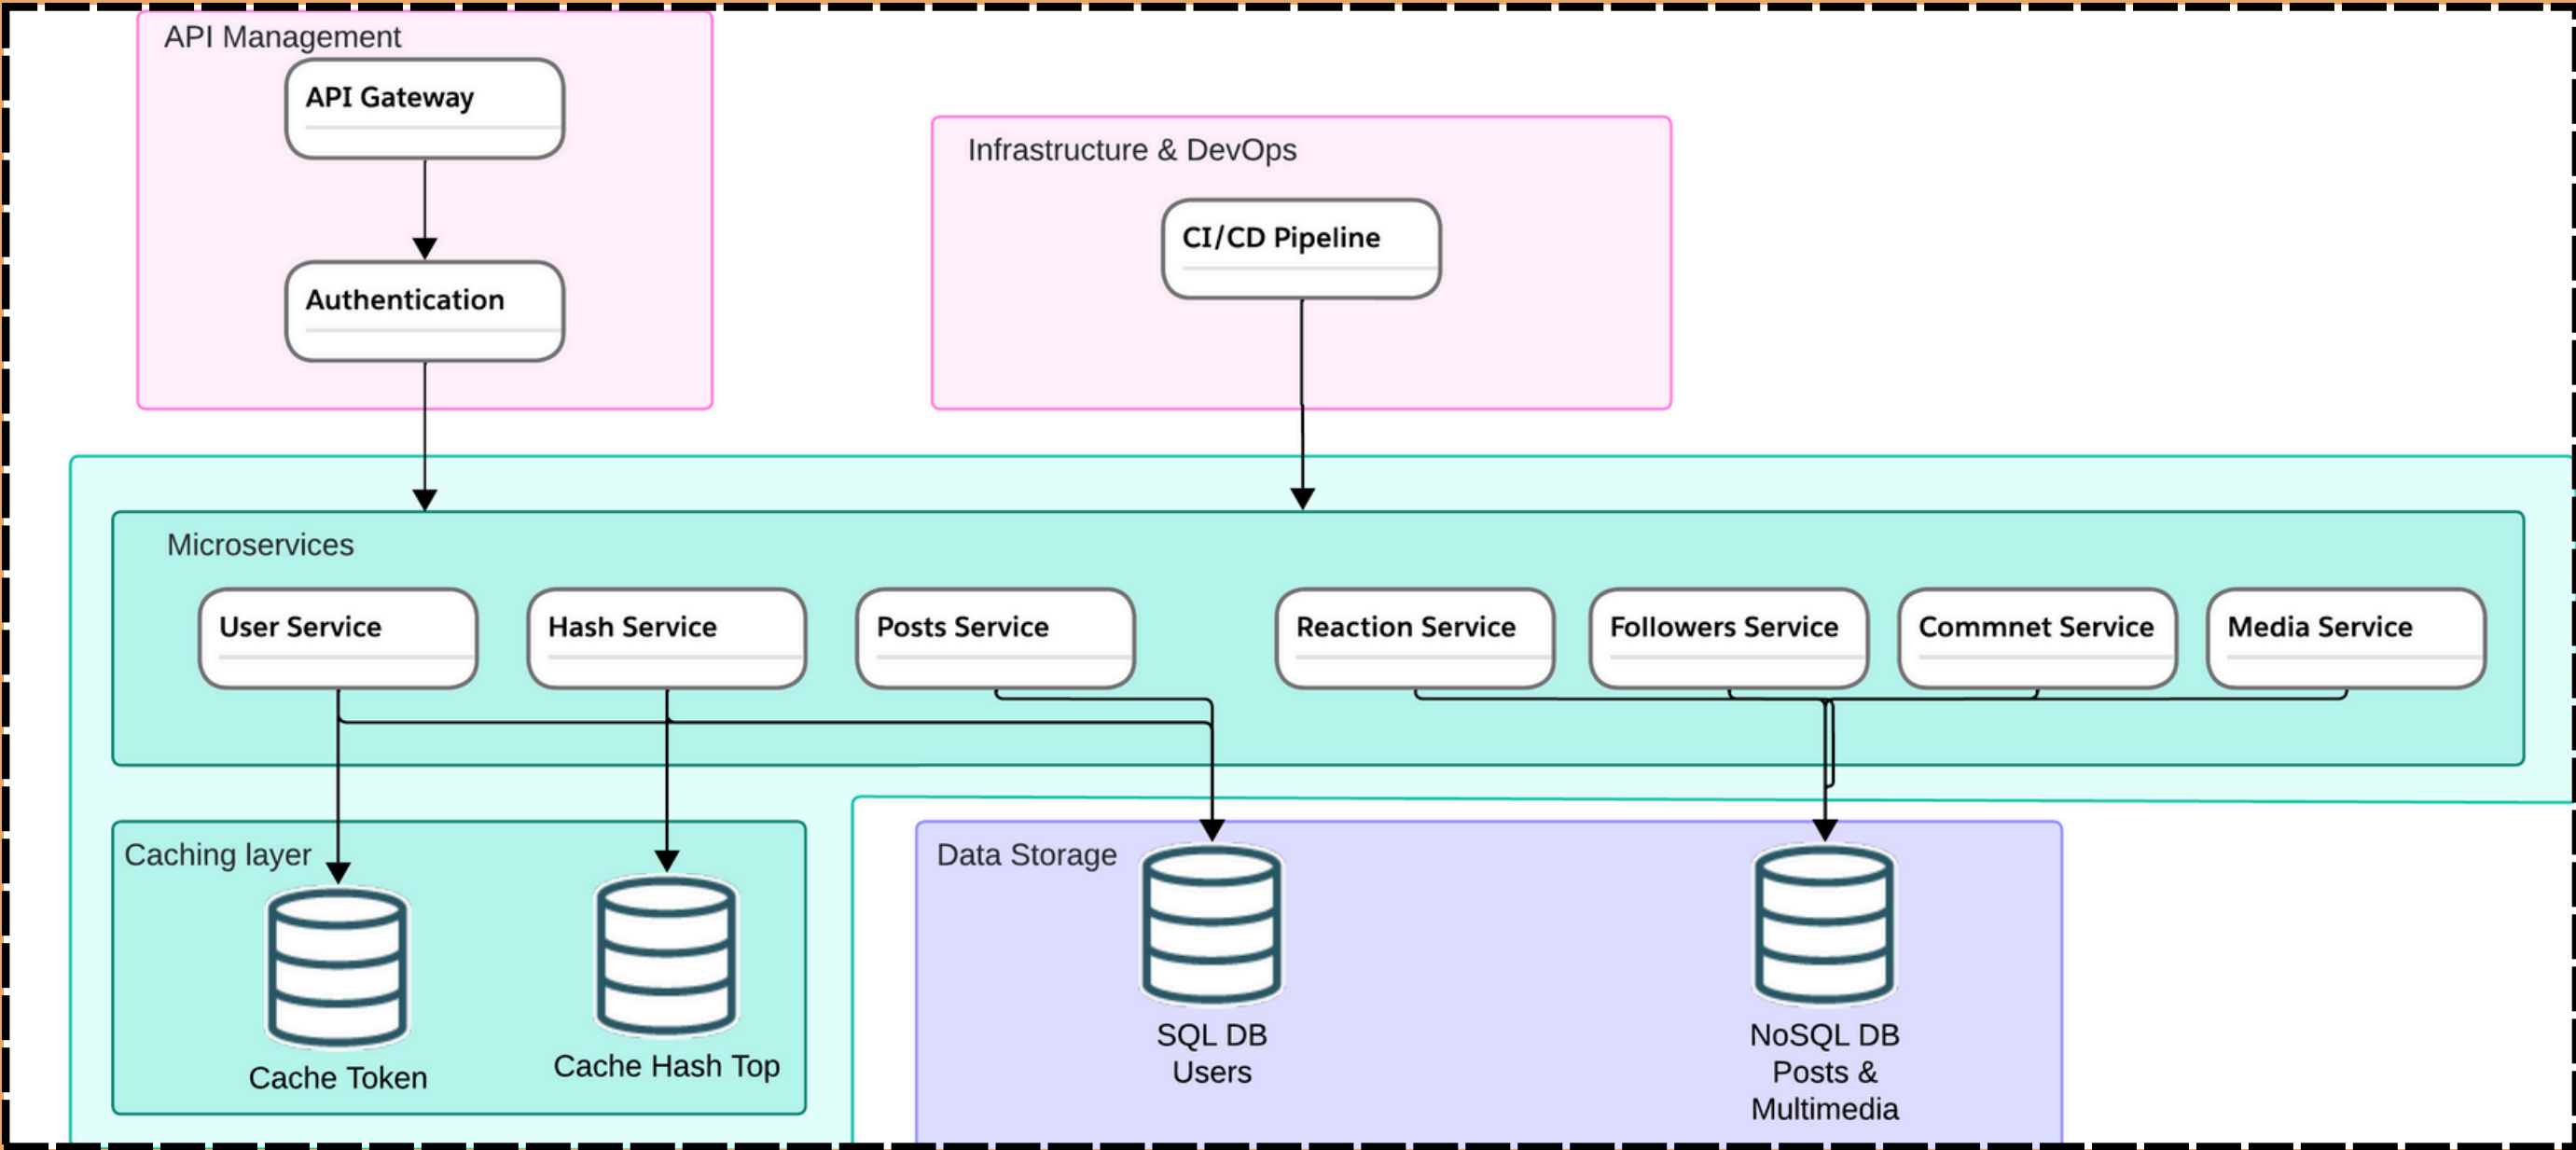 API Management
API Gateway
Authentication
Infrastructure & DevOps
CI/CD Pipeline
Microservices
User Service
Hash Service
Posts Service
Reaction Service
Followers Service
Commnet Service
Media Service
Caching layer
Cache Token
Cache Hash Top
Data Storage
SQL DB
Users
NoSQL DB
Posts &
Multimedia